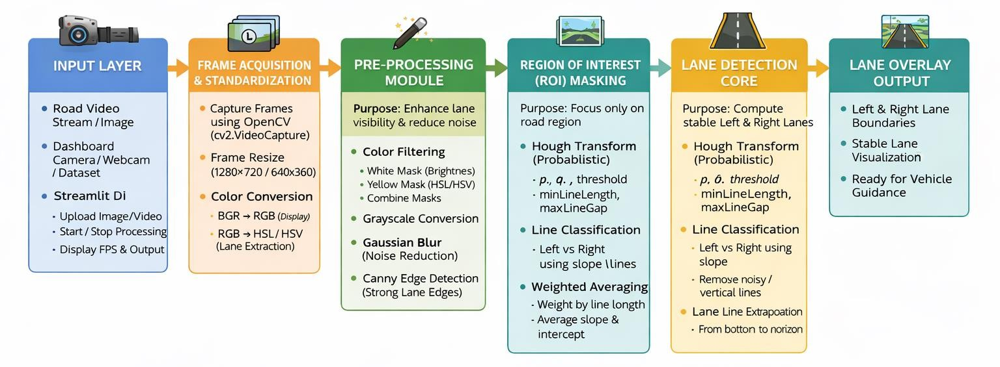 INPUT LAYER
Road Video
Stream / Image
Dashboard
Camera / Webcam
/ Dataset
Streamlit Di
Upload Image/Video
Start / Stop Processing
Display FPS & Output
FRAME ACQUISITION
& STANDARDIZATION
L
Capture Frames
using OpenCV
(cv2.VideoCapture)
Frame Resize
(1280×720 / 640x360)
Color Conversion
BGR → RGB (Display)
RGB → HSL / HSV
(Lane Extraction)
PRE-PROCESSING
MODULE
Purpose: Enhance lane
visibility & reduce noise
Color Filtering
White Mask (Brightnes)
Yellow Mask (HSL/HSV)
Combine Masks
Grayscale Conversion
Gaussian Blur
(Noise Reduction)
Canny Edge Detection
(Strong Lane Edges)
REGION OF INTEREST
(ROI) MASKING
Purpose: Focus only on
road region
Hough Transform
(Probablistic)
- p., q. , threshold
- minLineLength,
maxLineGap
Line Classification
- Left vs Right
using slope \lines
Weighted Averaging
- Weight by line longth
- Average slope &
intercept
LANE DETECTION
CORE
Purpose: Compute
stable Left & Right Lanes
Hough Transform
(Probabilistic)
- p, ô. threshold
- minLineLength,
maxLineGap
Line Classification
- Left vs Right using
slope
- Remove noisy /
vertical lines
Lane Line Extrapoation
- From botton to norizon
LANE OVERLAY
OUTPUT
Left & Right Lane
Boundaries
Stable Lane
Visualization
Ready for Vehicle
Guidance